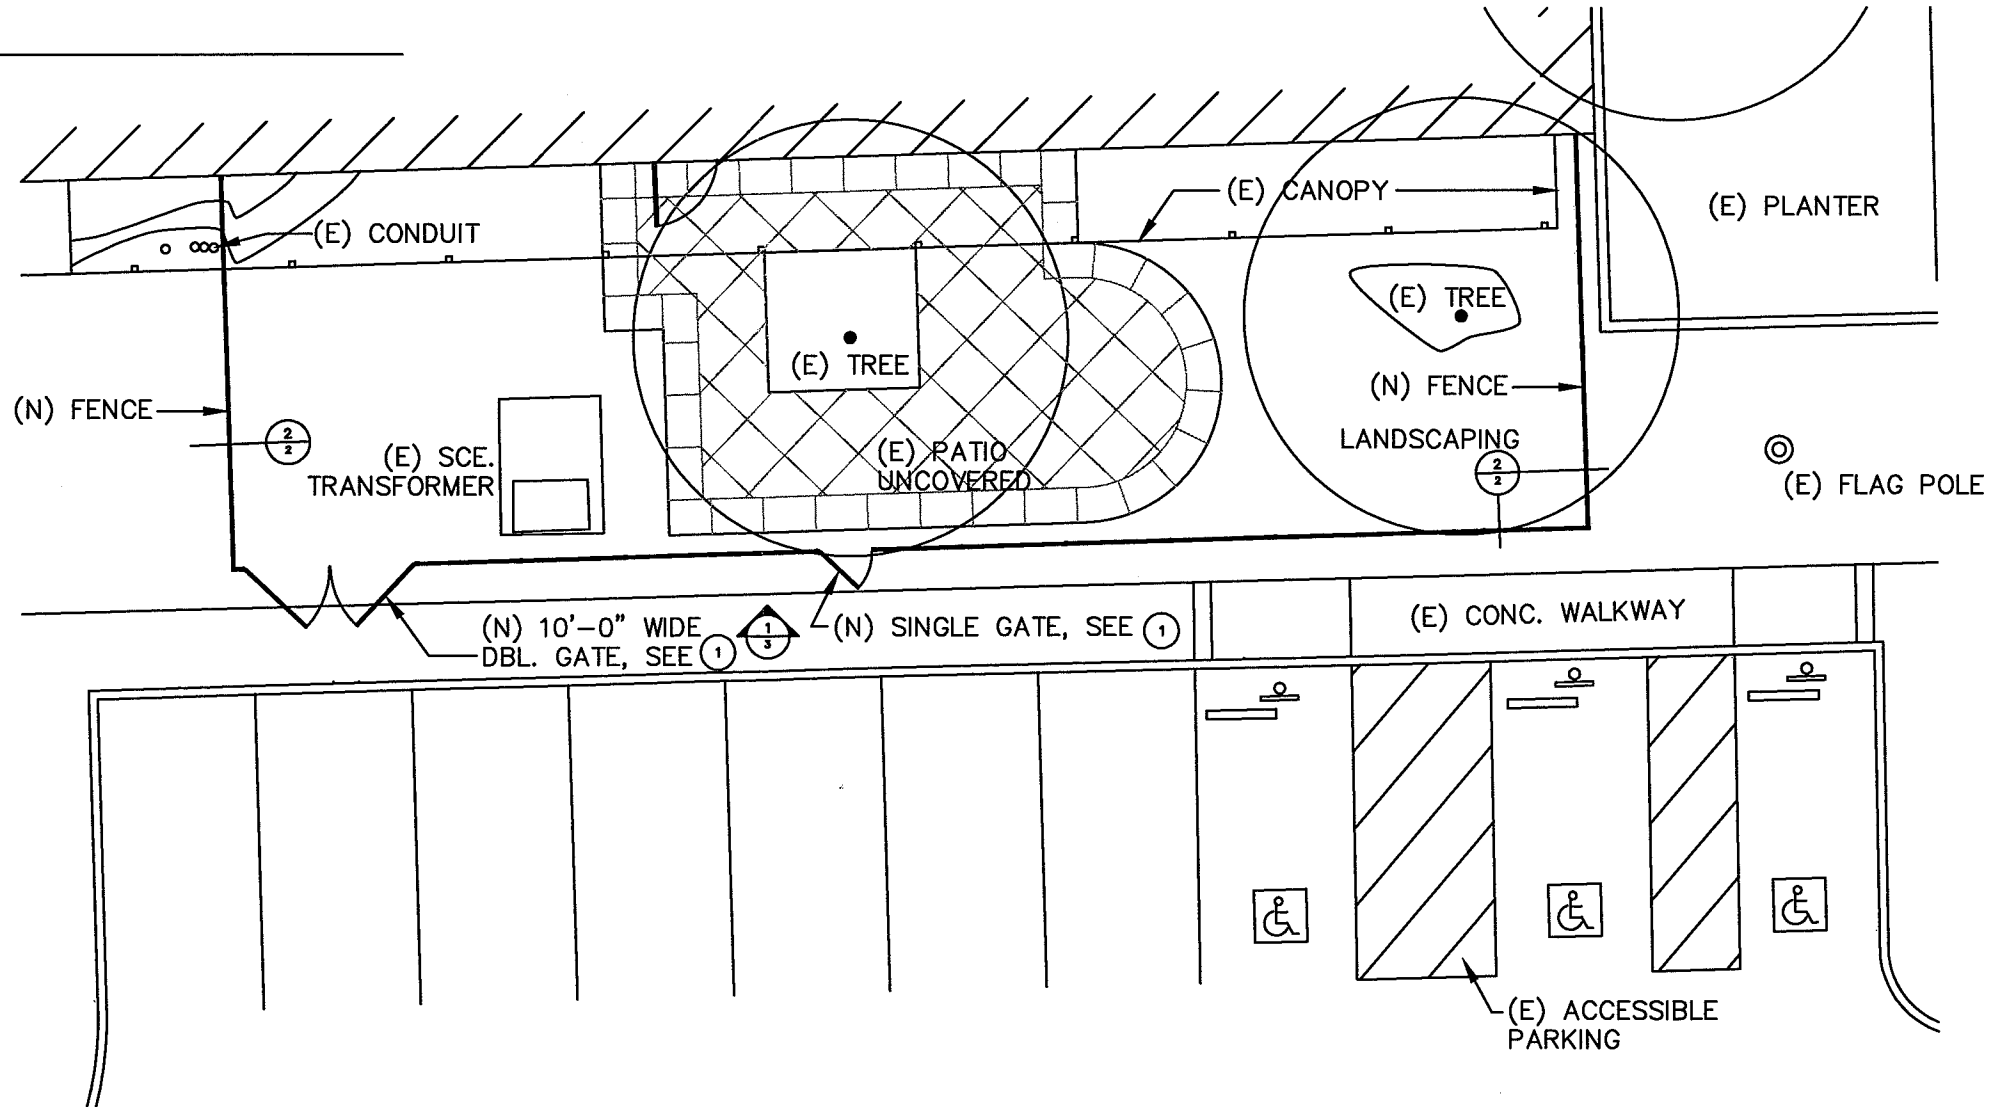 (E) CANOPY
(E) PLANTER
(E) CONDUIT
(E) TREE
(E) TREE
(N) FENCE
(N) FENCE
2
2
(E) SCE.
TRANSFORMER
(E) PATIO
UNCOVERED
LANDSCAPING
2
2
(E) FLAG POLE
(N) 10'-0" WIDE
DBL. GATE, SEE 1
1
3
(N) SINGLE GATE, SEE 1
(E) CONC. WALKWAY
(E) ACCESSIBLE
PARKING